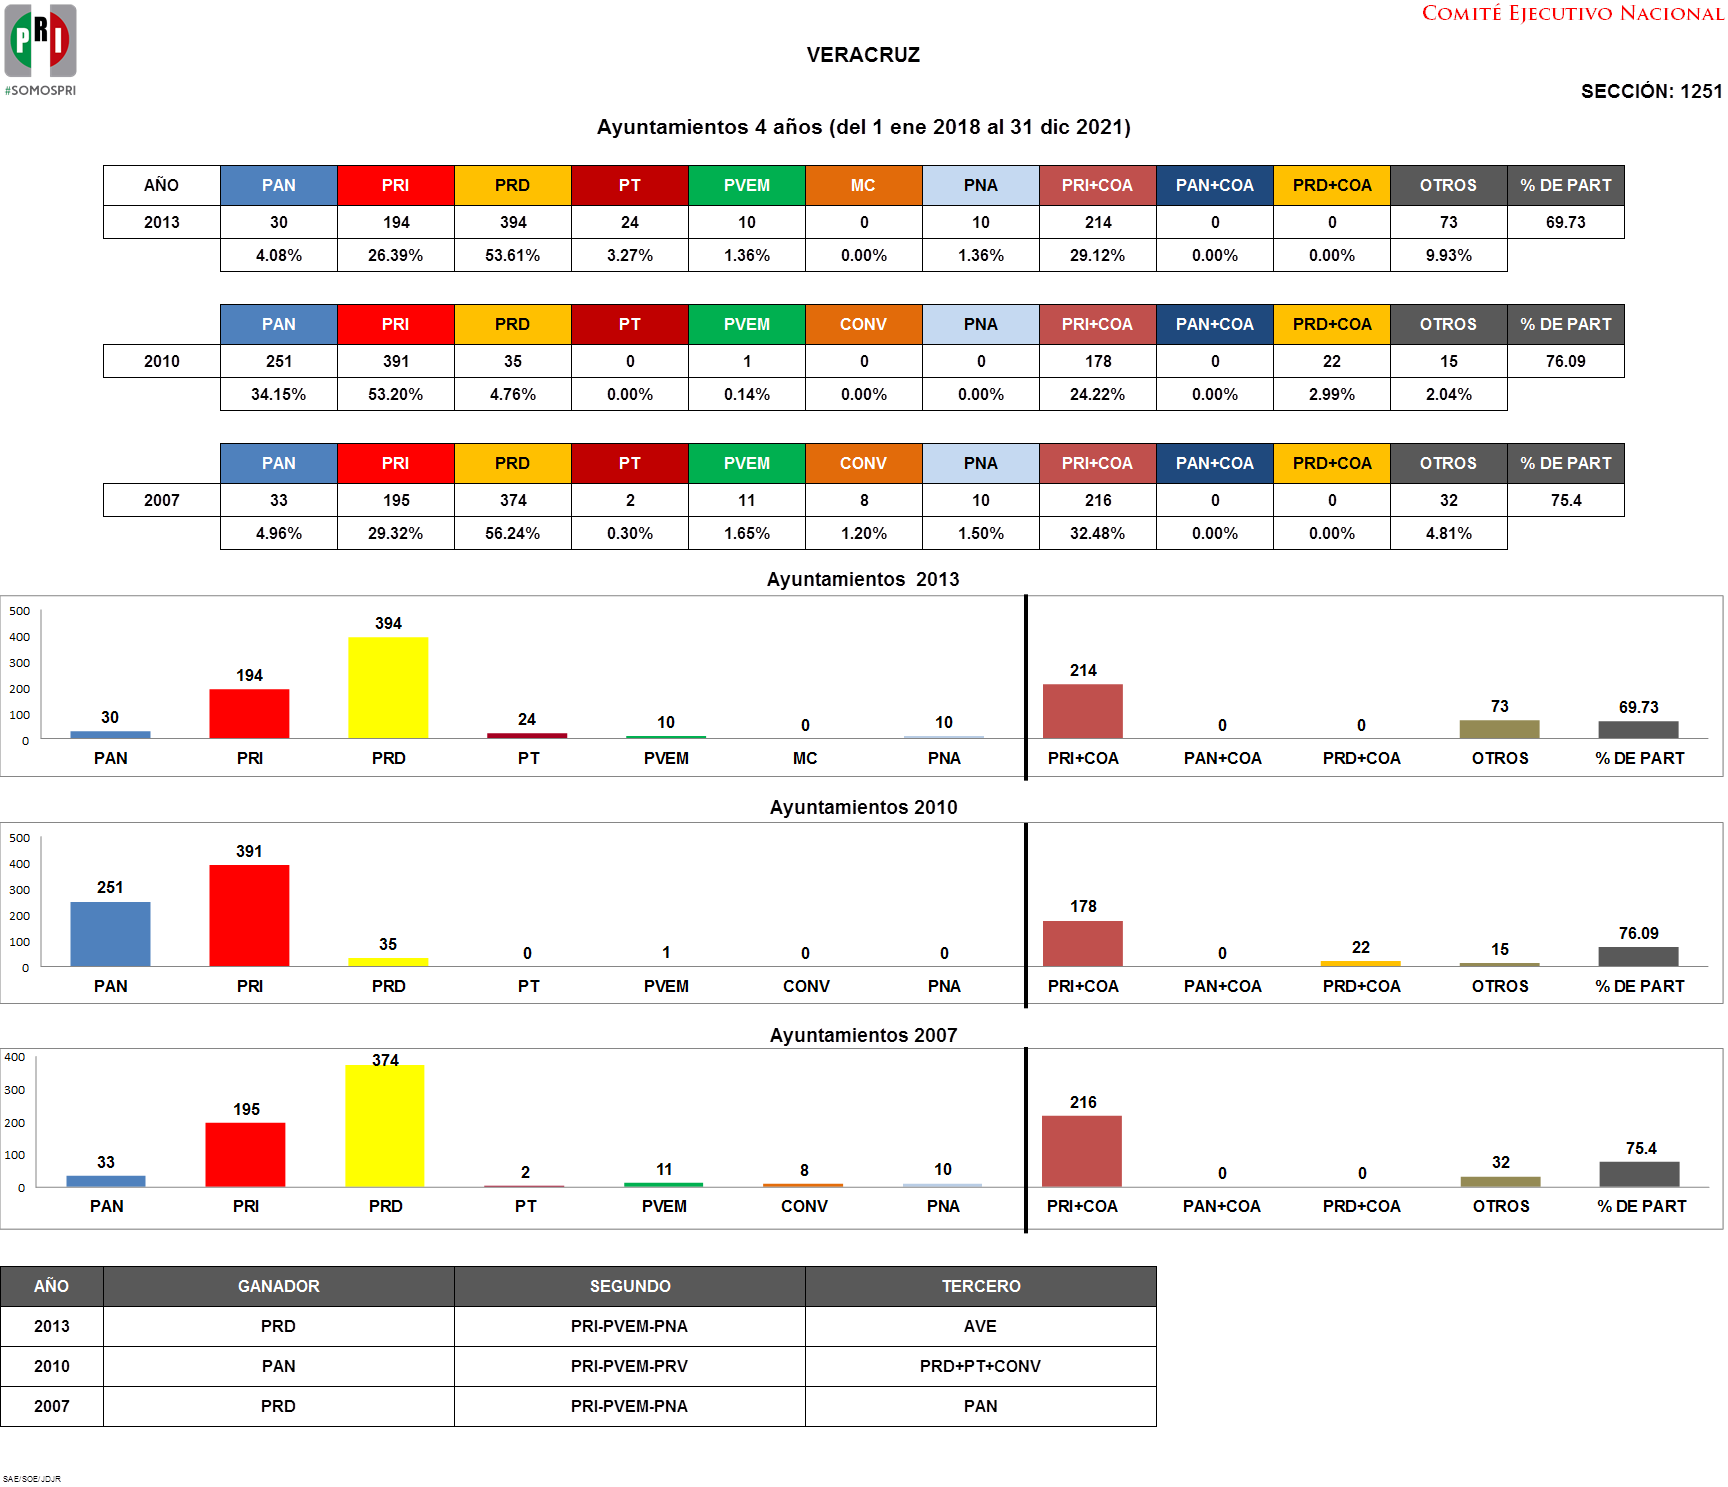 PRI
#SOMOSPRI
COMITÉ EJECUTIVO NACIONAL
VERACRUZ
SECCIÓN: 1251
Ayuntamientos 4 años (del 1 ene 2018 al 31 dic 2021)
AÑO PAN PRI PRD PT PVEM MC PNA PRI+COA PAN+COA PRD+COA OTROS % DE PART
2013 30 194 394 24 10 0 10 214 0 0 73 69.73
4.08% 26.39% 53.61% 3.27% 1.36% 0.00% 1.36% 29.12% 0.00% 0.00% 9.93%
PAN PRI PRD PT PVEM CONV PNA PRI+COA PAN+COA PRD+COA OTROS % DE PART
2010 251 391 35 0 1 0 0 178 0 22 15 76.09
34.15% 53.20% 4.76% 0.00% 0.14% 0.00% 0.00% 24.22% 0.00% 2.99% 2.04%
PAN PRI PRD PT PVEM CONV PNA PRI+COA PAN+COA PRD+COA OTROS % DE PART
2007 33 195 374 2 11 8 10 216 0 0 32 75.4
4.96% 29.32% 56.24% 0.30% 1.65% 1.20% 1.50% 32.48% 0.00% 0.00% 4.81%
Ayuntamientos 2013
500
400
300
200
100
0
30 194 394 24 10 0 10 214 0 0 73 69.73
PAN PRI PRD PT PVEM MC PNA PRI+COA PAN+COA PRD+COA OTROS % DE PART
Ayuntamientos 2010
500
400
300
200
100
0
251 391 35 0 1 0 0 178 0 22 15 76.09
PAN PRI PRD PT PVEM CONV PNA PRI+COA PAN+COA PRD+COA OTROS % DE PART
Ayuntamientos 2007
400
300
200
100
0
33 195 374 2 11 8 10 216 0 0 32 75.4
PAN PRI PRD PT PVEM CONV PNA PRI+COA PAN+COA PRD+COA OTROS % DE PART
AÑO GANADOR SEGUNDO TERCERO
2013 PRD PRI-PVEM-PNA AVE
2010 PAN PRI-PVEM-PRV PRD+PT+CONV
2007 PRD PRI-PVEM-PNA PAN
SAE/SOE/JDJR